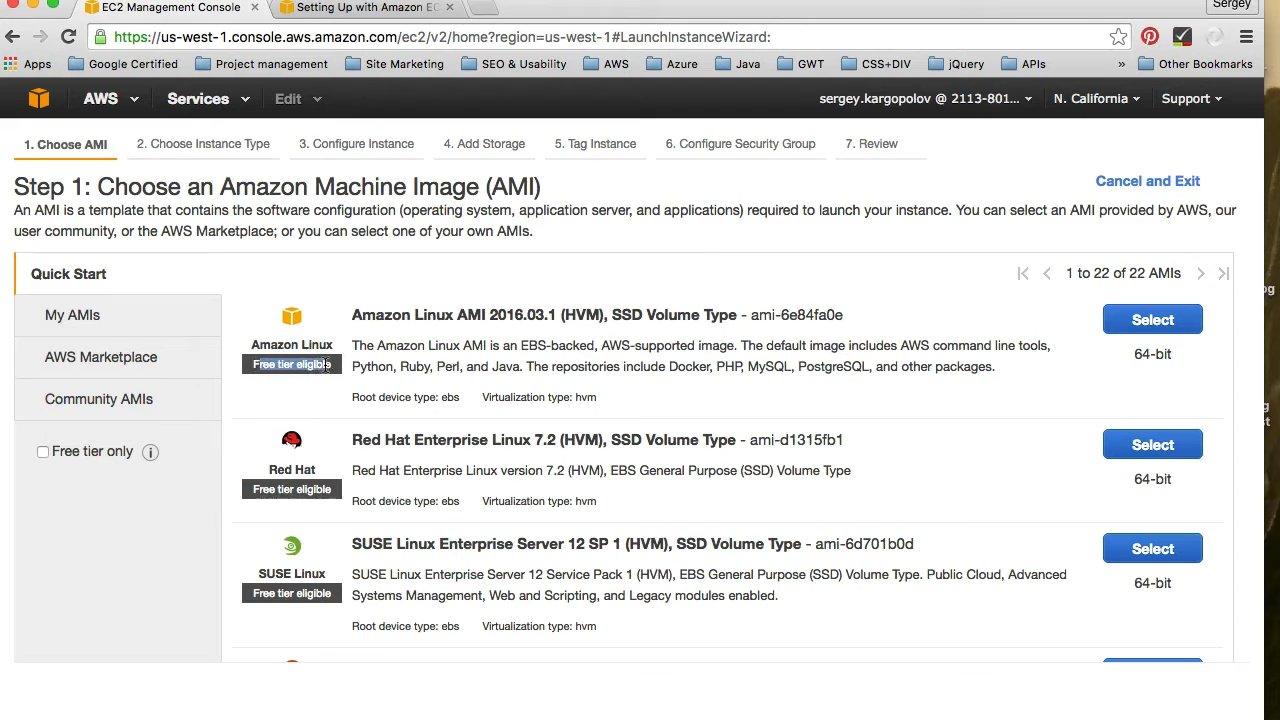 EC2 Management Console
Setting Up with Amazon EC
Sergey
https://us-west-1.console.aws.amazon.com/ec2/v2/home?region=us-west-1#LaunchInstanceWizard:
Apps Google Certified Project management Site Marketing SEO & Usability AWS Azure Java GWT CSS+DIV jQuery APIs » Other Bookmarks
AWS Services Edit sergey.kargopolov @ 2113-801... N. California Support
1. Choose AMI 2. Choose Instance Type 3. Configure Instance 4. Add Storage 5. Tag Instance 6. Configure Security Group 7. Review
Step 1: Choose an Amazon Machine Image (AMI)
Cancel and Exit
An AMI is a template that contains the software configuration (operating system, application server, and applications) required to launch your instance. You can select an AMI provided by AWS, our
user community, or the AWS Marketplace; or you can select one of your own AMIs.
Quick Start
My AMIs
AWS Marketplace
Community AMIs
Free tier only
1 to 22 of 22 AMIs
Amazon Linux
Free tier eligible
Amazon Linux AMI 2016.03.1 (HVM), SSD Volume Type - ami-6e84fa0e
The Amazon Linux AMI is an EBS-backed, AWS-supported image. The default image includes AWS command line tools,
Python, Ruby, Perl, and Java. The repositories include Docker, PHP, MySQL, PostgreSQL, and other packages.
Root device type: ebs Virtualization type: hvm
Select
64-bit
Red Hat
Free tier eligible
Red Hat Enterprise Linux 7.2 (HVM), SSD Volume Type - ami-d1315fb1
Red Hat Enterprise Linux version 7.2 (HVM), EBS General Purpose (SSD) Volume Type
Root device type: ebs Virtualization type: hvm
Select
64-bit
SUSE Linux
Free tier eligible
SUSE Linux Enterprise Server 12 SP 1 (HVM), SSD Volume Type - ami-6d701b0d
SUSE Linux Enterprise Server 12 Service Pack 1 (HVM), EBS General Purpose (SSD) Volume Type. Public Cloud, Advanced
Systems Management, Web and Scripting, and Legacy modules enabled.
Root device type: ebs Virtualization type: hvm
Select
64-bit